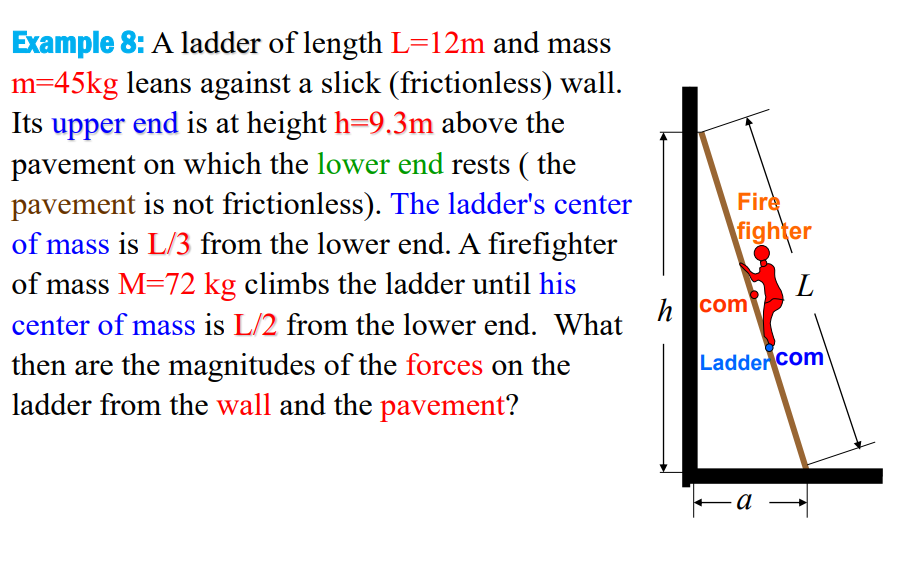 Example 8: A ladder of length L=12m and mass
m=45kg leans against a slick (frictionless) wall.
Its upper end is at height h=9.3m above the
pavement on which the lower end rests ( the
pavement is not frictionless). The ladder's center
of mass is L/3 from the lower end. A firefighter
of mass M=72 kg climbs the ladder until his
center of mass is L/2 from the lower end. What
then are the magnitudes of the forces on the
ladder from the wall and the pavement?
Fire
fighter
L
h
com
Ladder com
a